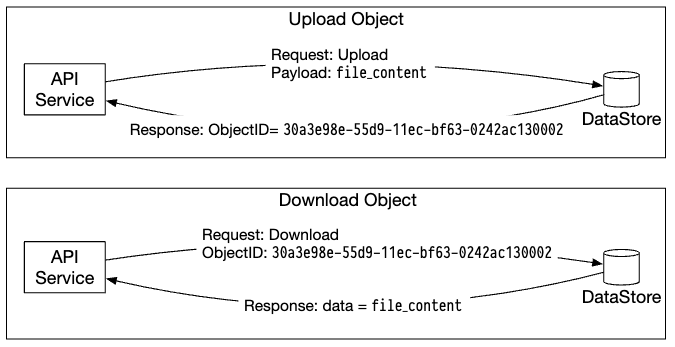 Upload Object
API
Service
Request: Upload
Payload: file_content
Response: ObjectID= 30a3e98e-55d9-11ec-bf63-0242ac130002
DataStore
Download Object
API
Service
Request: Download
ObjectID: 30a3e98e-55d9-11ec-bf63-0242ac130002
Response: data = file_content
DataStore